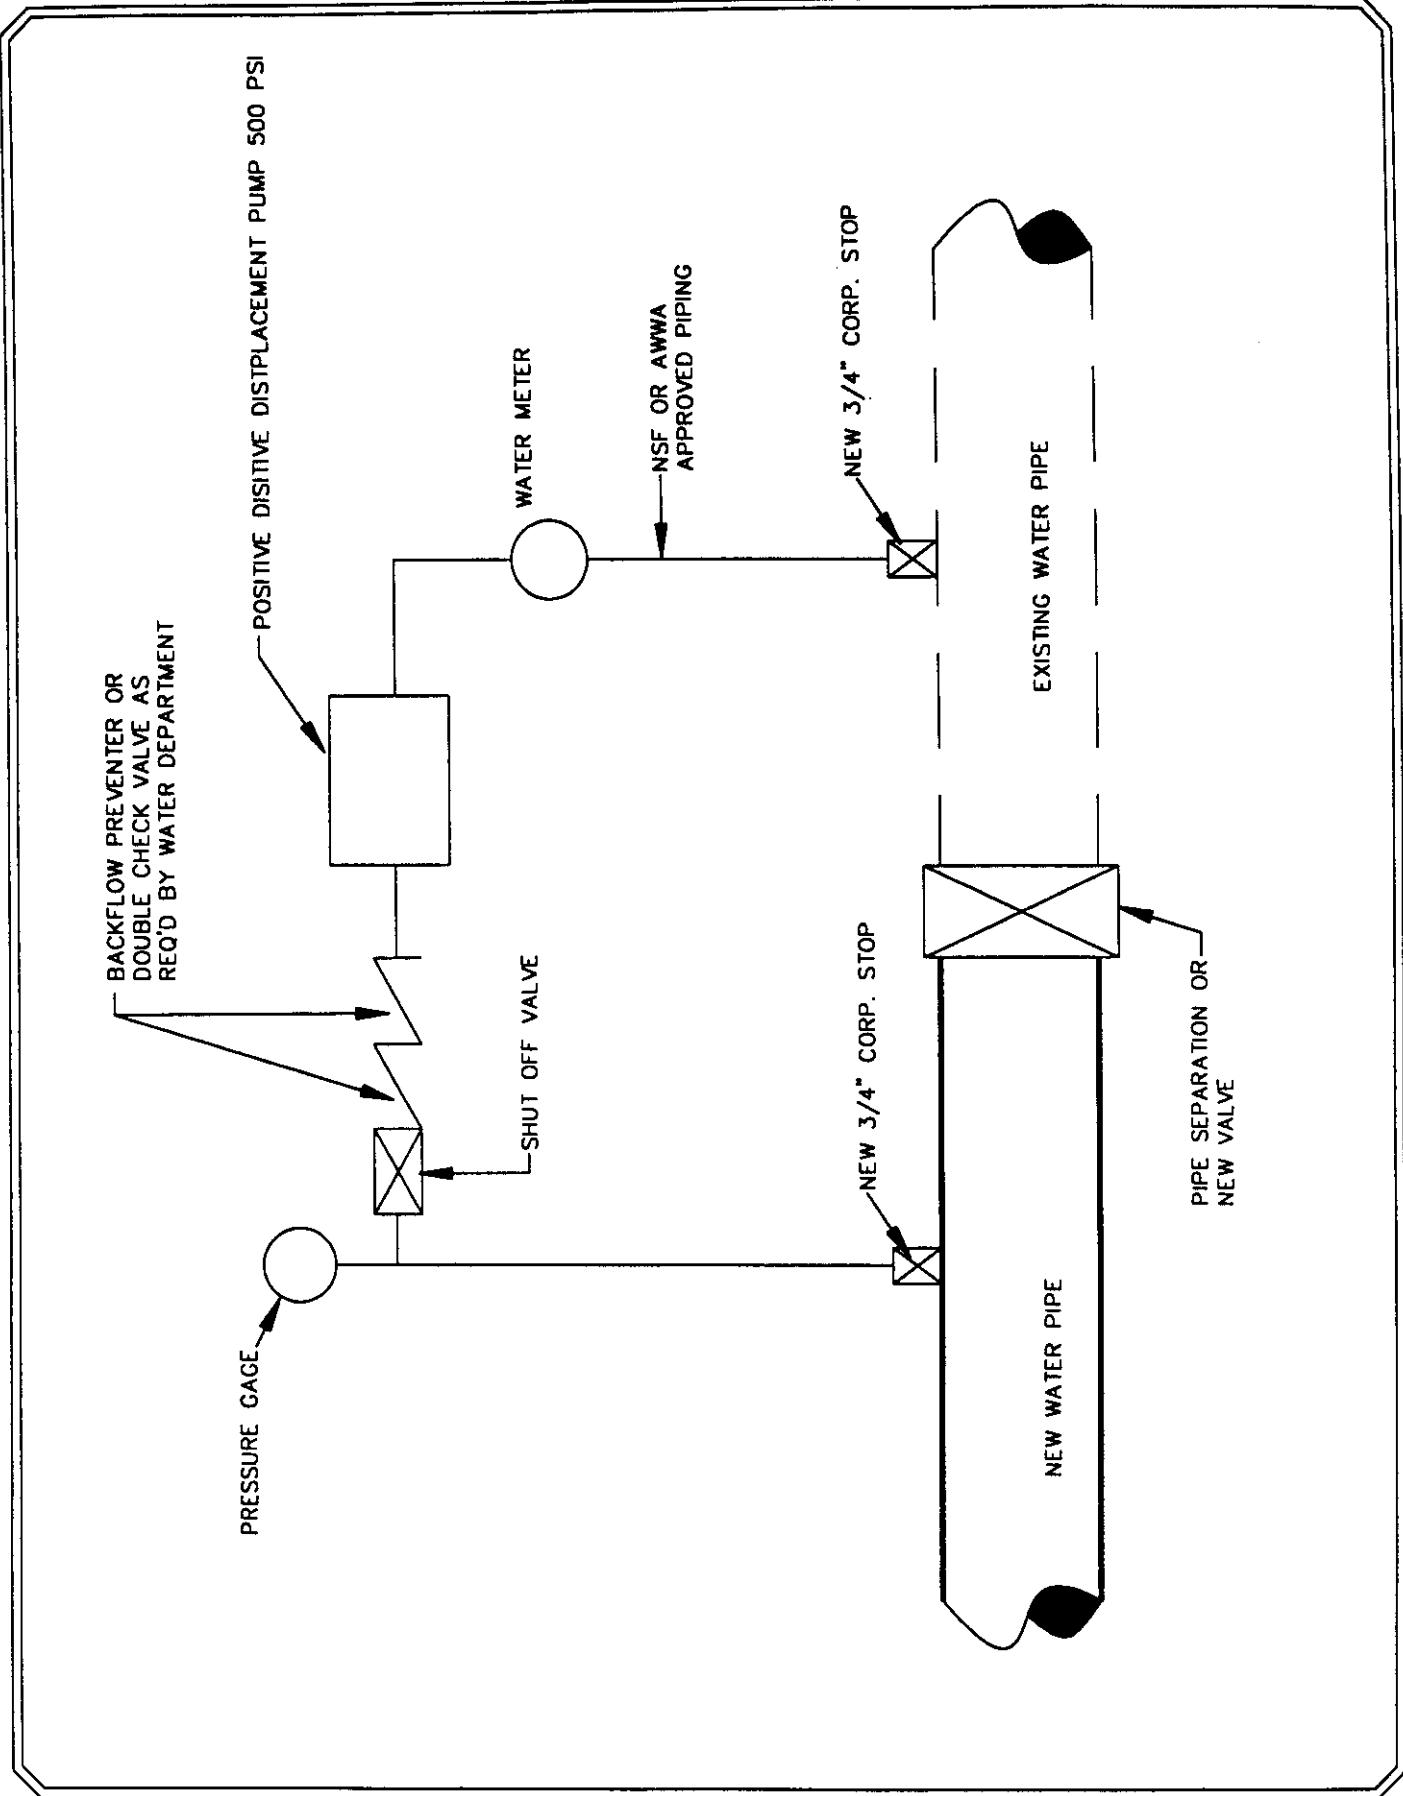 BACKFLOW PREVENTER OR
DOUBLE CHECK VALVE AS
REQ'D BY WATER DEPARTMENT
POSITIVE DISITIVE DISTPLACEMENT PUMP 500 PSI
PRESSURE GAGE
SHUT OFF VALVE
WATER METER
NSF OR AWWA
APPROVED PIPING
NEW 3/4" CORP. STOP
NEW 3/4" CORP. STOP
NEW WATER PIPE
EXISTING WATER PIPE
PIPE SEPARATION OR
NEW VALVE